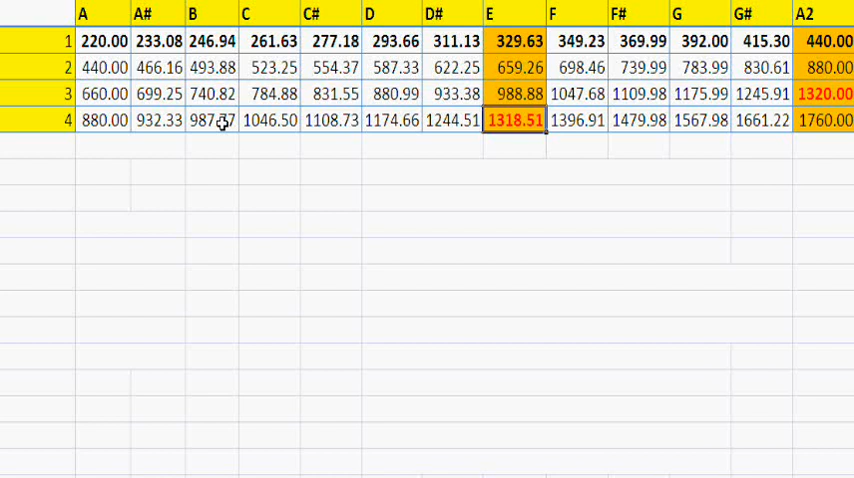 A A# B C C# D D# E F F# G G# A2
1 220.00 233.08 246.94 261.63 277.18 293.66 311.13 329.63 349.23 369.99 392.00 415.30 440.00
2 440.00 466.16 493.88 523.25 554.37 587.33 622.25 659.26 698.46 739.99 783.99 830.61 880.00
3 660.00 699.25 740.82 784.88 831.55 880.99 933.38 988.88 1047.68 1109.98 1175.99 1245.91 1320.00
4 880.00 932.33 1046.50 1108.73 1174.66 1244.51 1318.51 1396.91 1479.98 1567.98 1661.22 1760.00